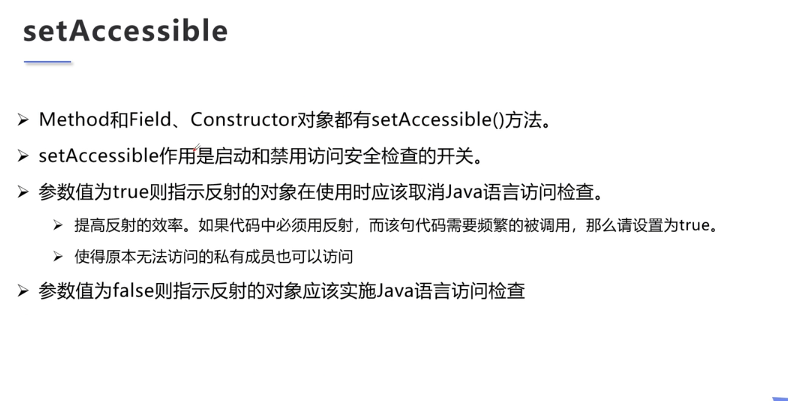 setAccessible
Method和Field、Constructor对象都有setAccessible()方法。
setAccessible作用是启动和禁用访问安全检查的开关。
参数值为true则指示反射的对象在使用时应该取消Java语言访问检查。
提高反射的效率。如果代码中必须用反射，而该句代码需要频繁的被调用，那么请设置为true。
使得原本无法访问的私有成员也可以访问
参数值为false则指示反射的对象应该实施Java语言访问检查